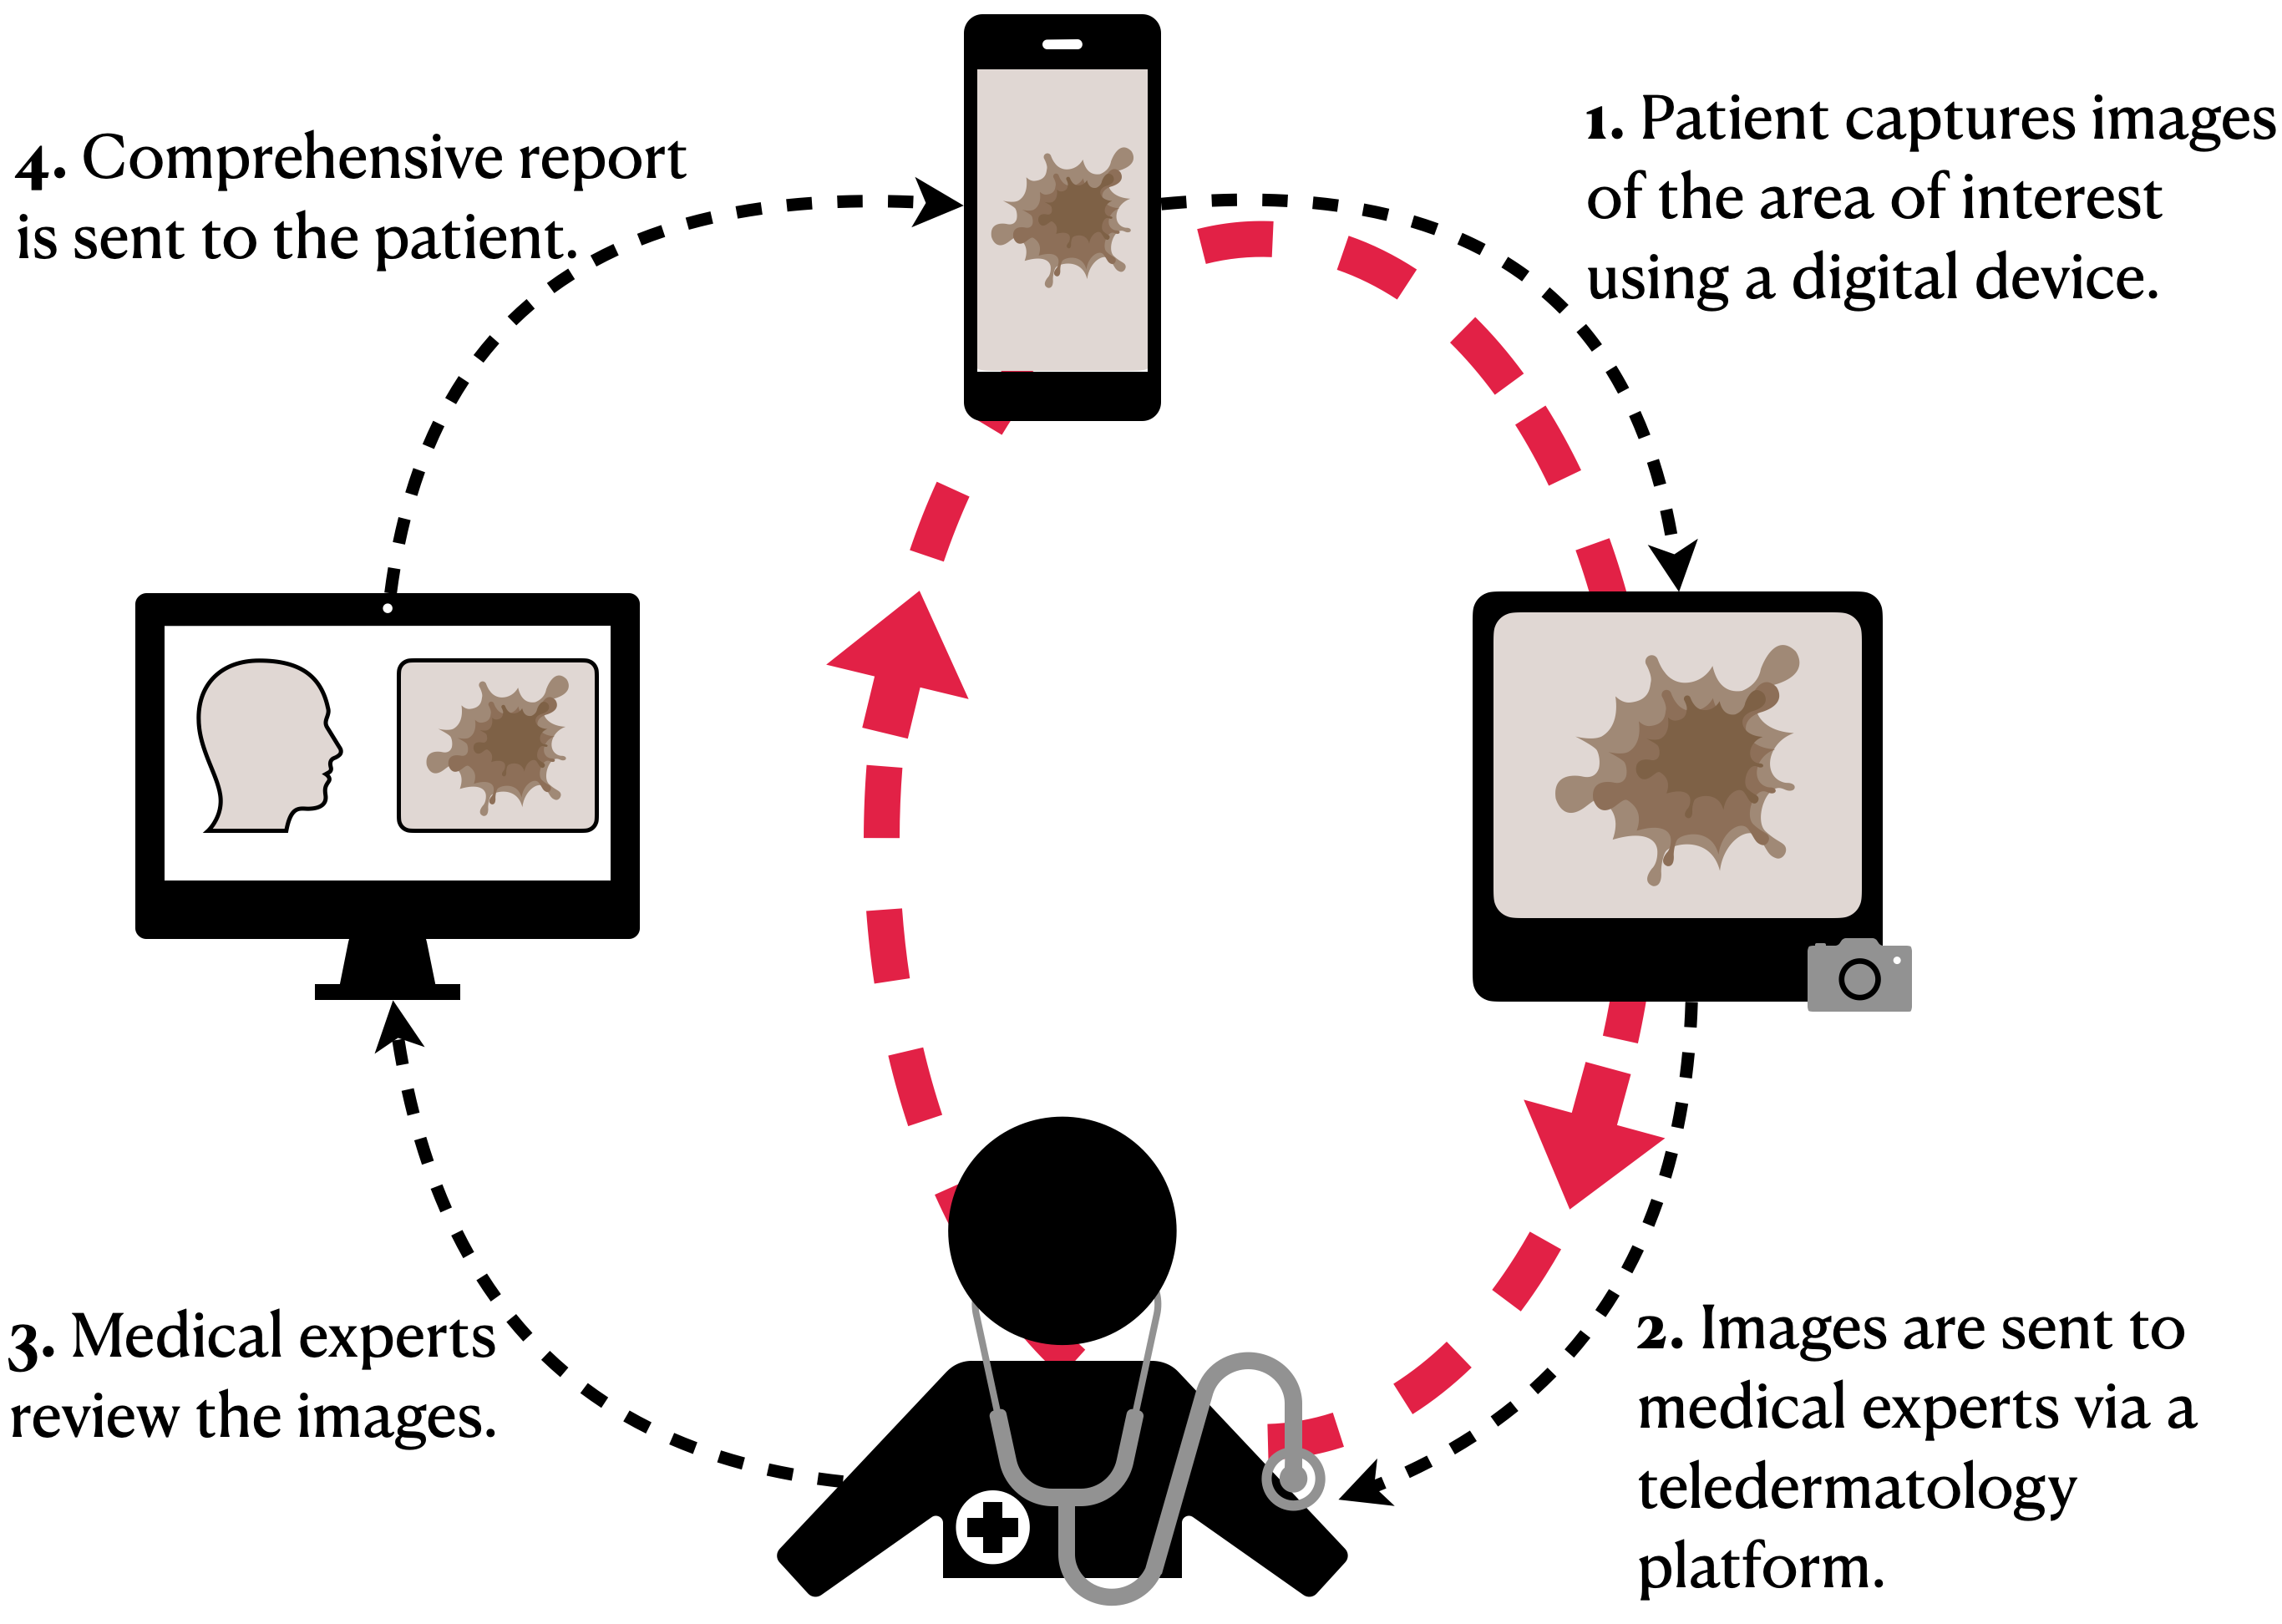 1. Patient captures images
of the area of interest
using a digital device.
2. Images are sent to
medical experts via a
teledermatology
platform.
3. Medical experts
review the images.
4. Comprehensive report
is sent to the patient.